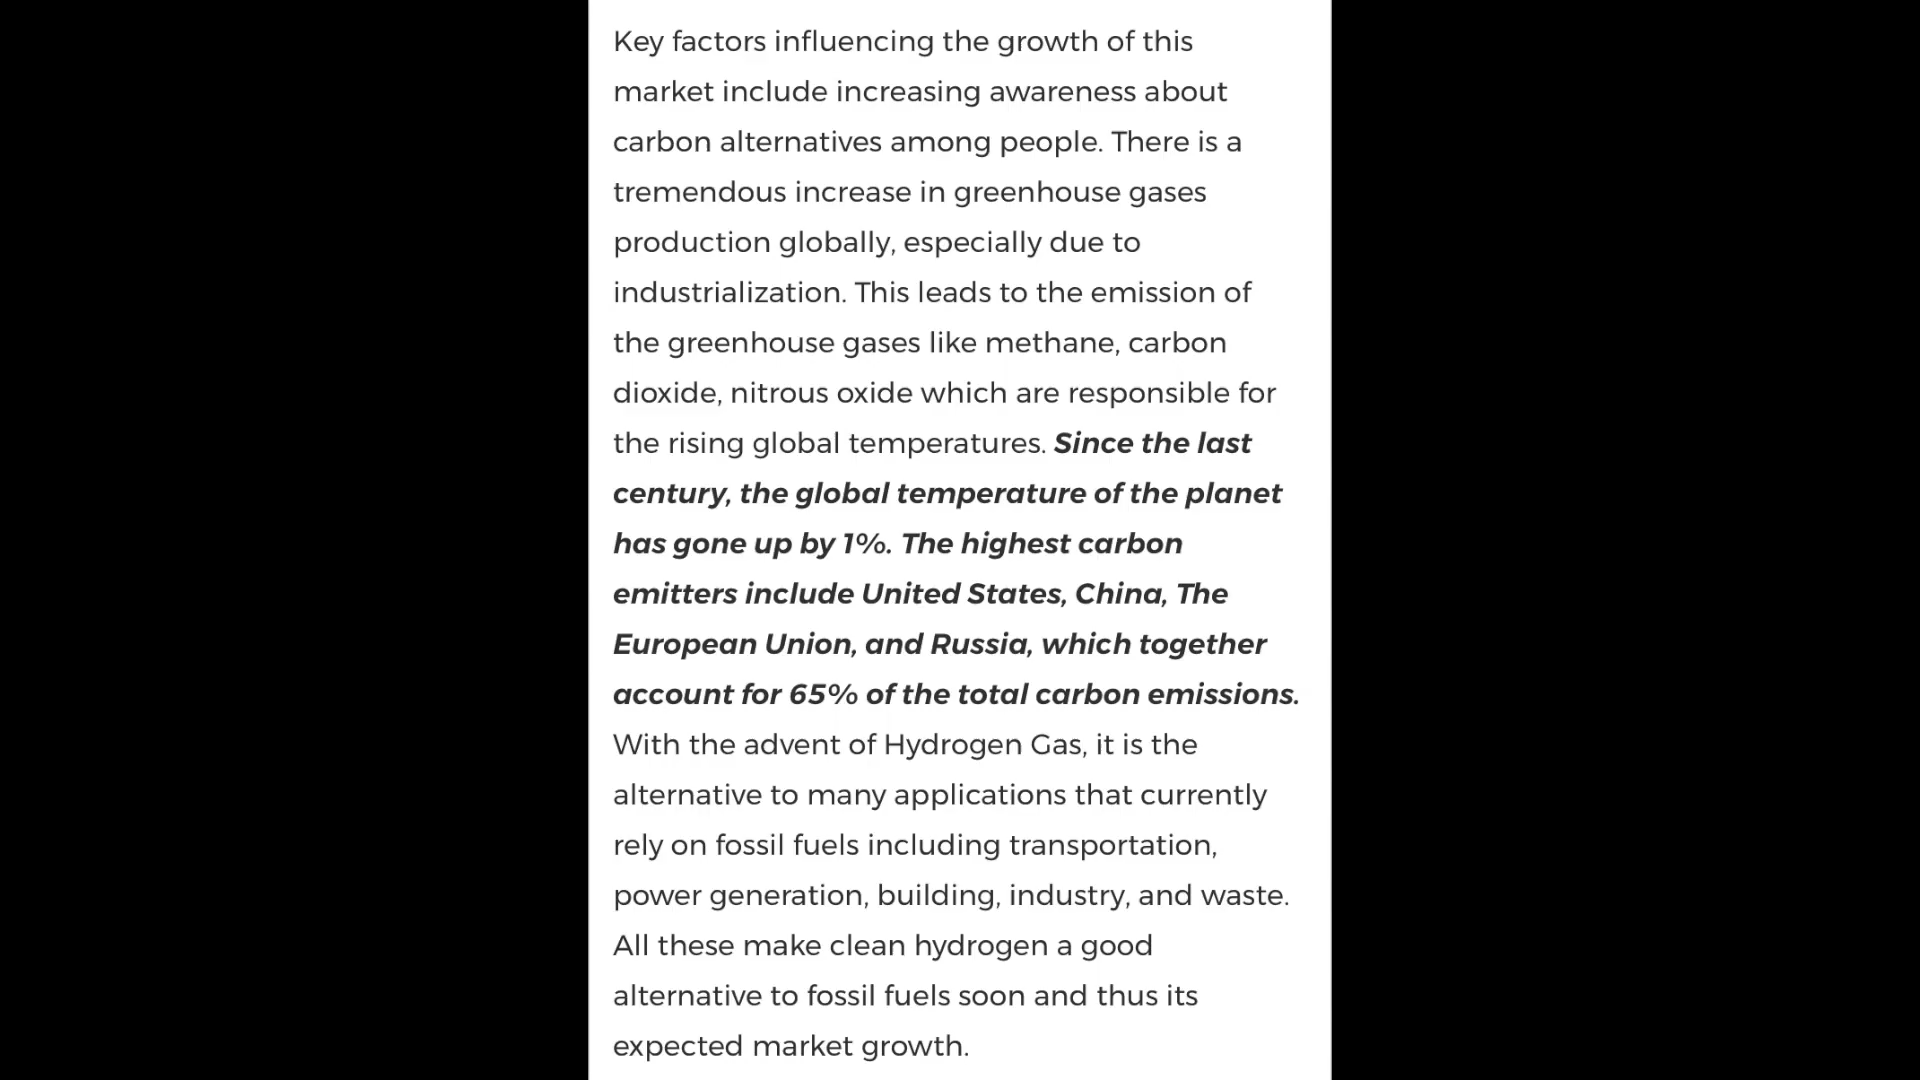 Key factors influencing the growth of this
market include increasing awareness about
carbon alternatives among people. There is a
tremendous increase in greenhouse gases
production globally, especially due to
industrialization. This leads to the emission of
the greenhouse gases like methane, carbon
dioxide, nitrous oxide which are responsible for
the rising global temperatures. Since the last
century, the global temperature of the planet
has gone up by 1%. The highest carbon
emitters include United States, China, The
European Union, and Russia, which together
account for 65% of the total carbon emissions.
With the advent of Hydrogen Gas, it is the
alternative to many applications that currently
rely on fossil fuels including transportation,
power generation, building, industry, and waste.
All these make clean hydrogen a good
alternative to fossil fuels soon and thus its
expected market growth.